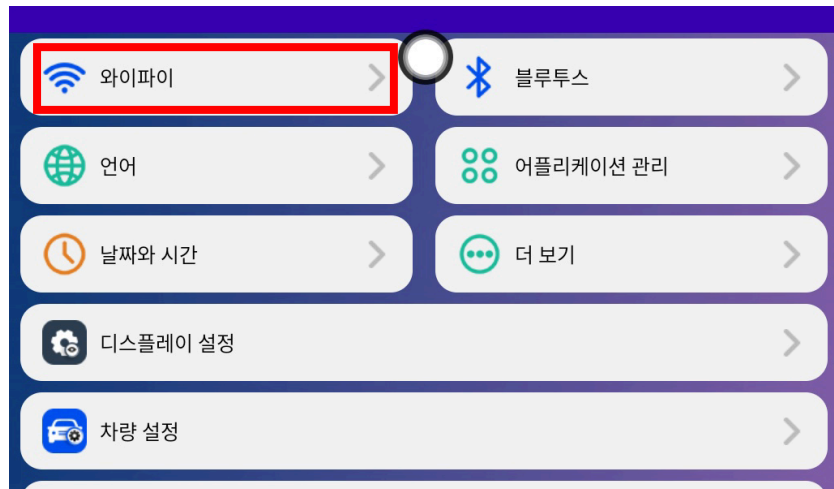 와이파이
블루투스
언어
어플리케이션 관리
날짜와 시간
더 보기
디스플레이 설정
차량 설정